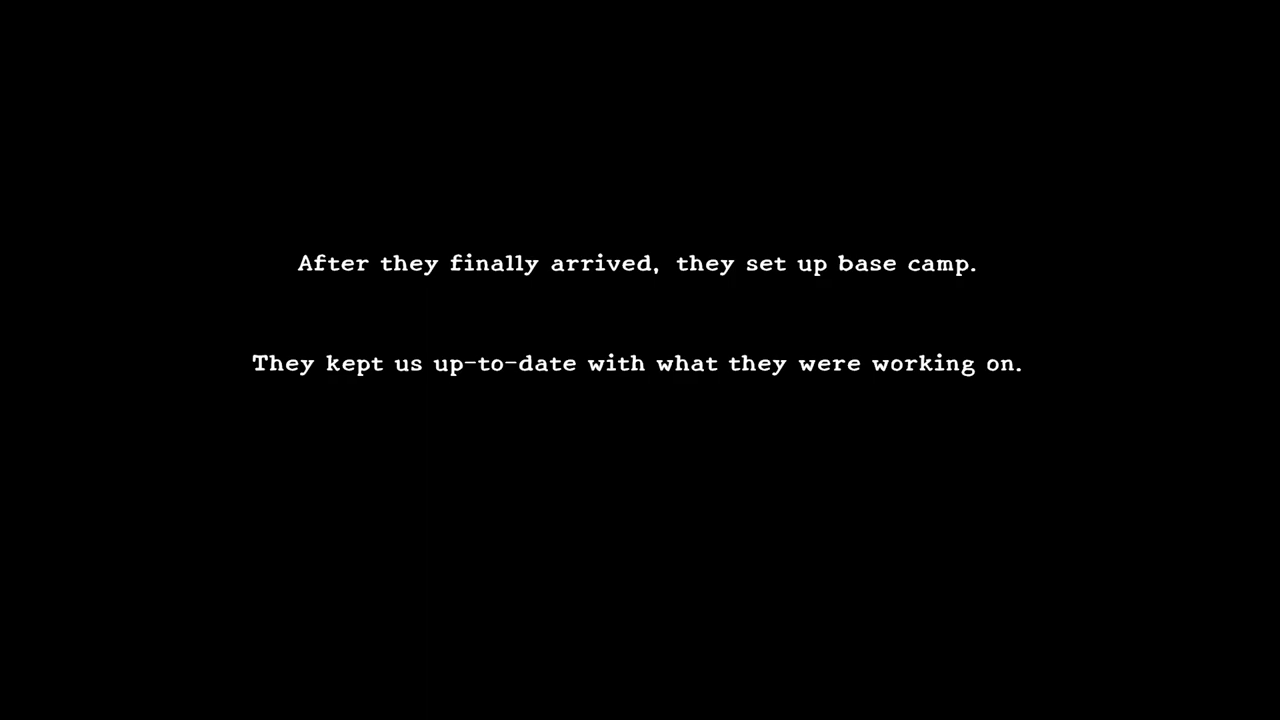 After they finally arrived, they set up base camp.
They kept us up-to-date with what they were working on.